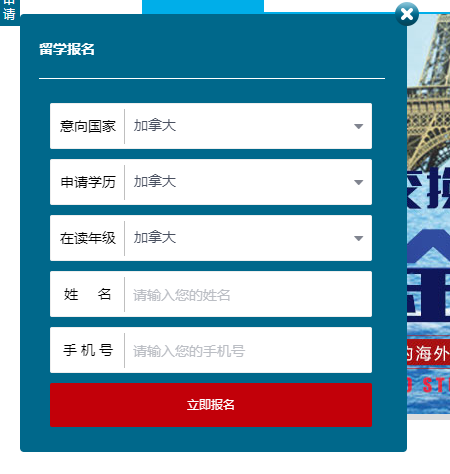 请
留学报名
意向国家 加拿大
申请学历 加拿大
在读年级 加拿大
姓 名 请输入您的姓名
手 机 号 请输入您的手机号
立即报名
的海外
ST